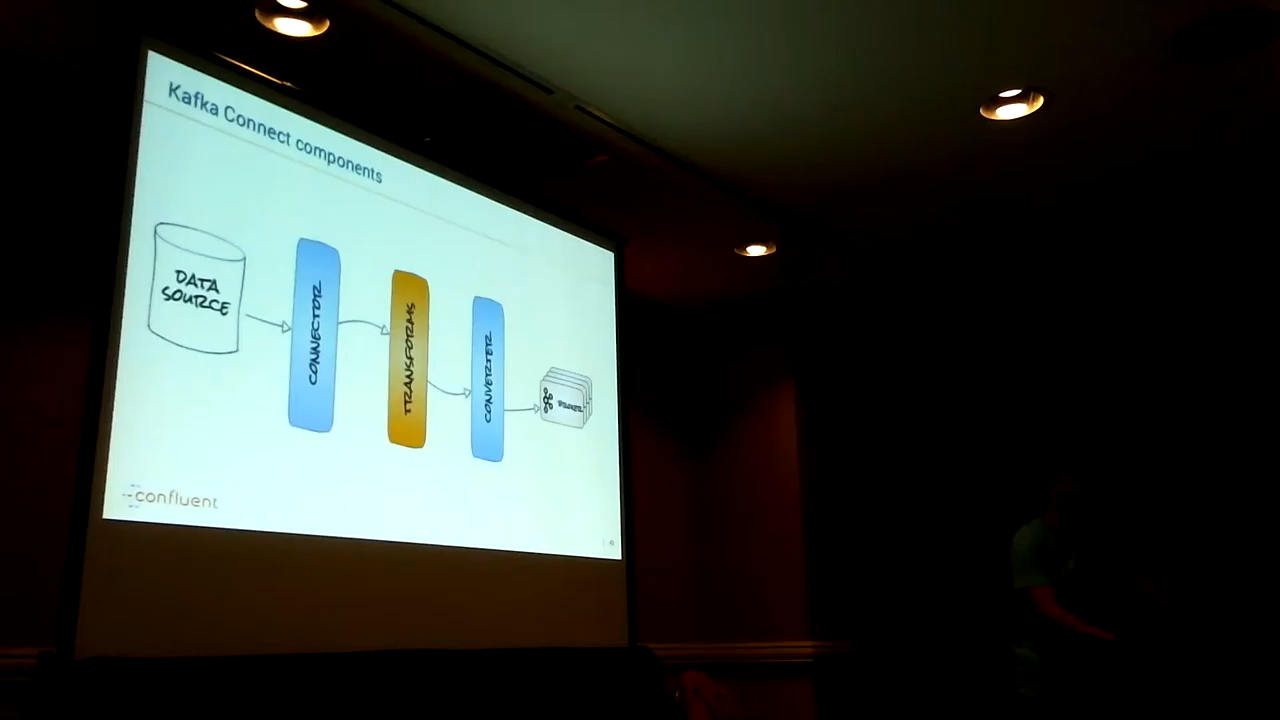 Kafka Connect components
DATA
SOURCE
CONNECTOR
TRANSFORMS
CONVERTER
confluent